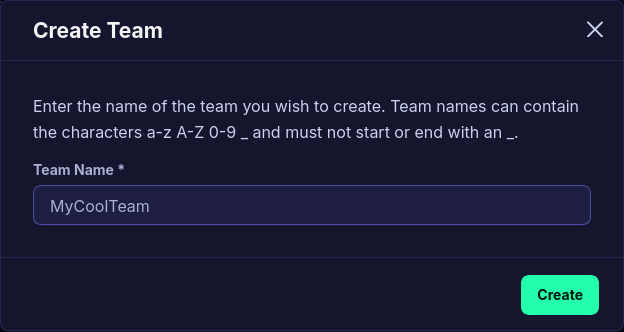 Create Team
Enter the name of the team you wish to create. Team names can contain
the characters a-z A-Z 0-9 _ and must not start or end with an _.
Team Name *
MyCoolTeam
Create